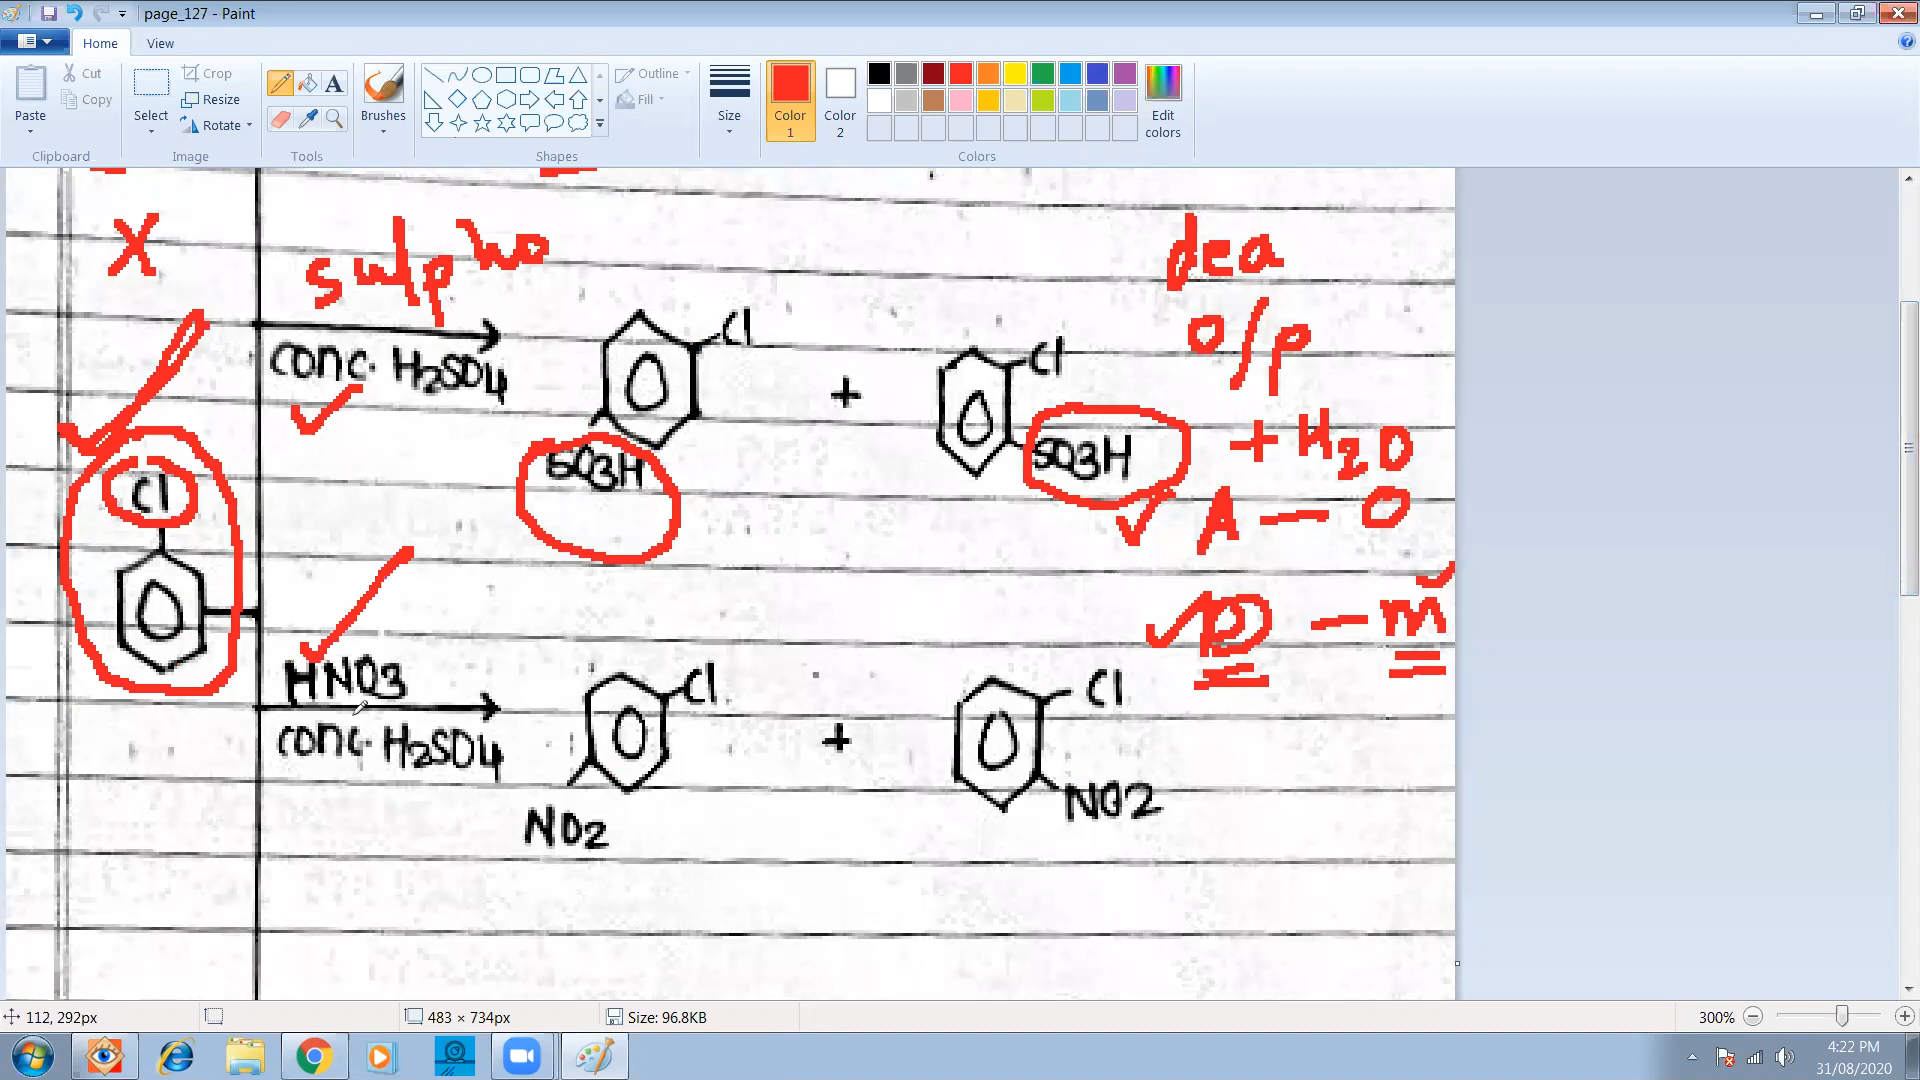 page_127 - Paint
Home View
Paste Cut Copy Clipboard
Select Crop Resize Rotate Image
Tools
Brushes
Shapes
Outline Fill
Size
Color 1 Color 2
Edit colors
Colors
X sulpho dea
o/p
Cl Cl
conc. H2SO4 + + H2O
SO3H SO3H
Cl A — O
D — m
HNO3 Cl Cl
conc. H2SO4 +
NO2 NO2
112, 292px 483 × 734px Size: 96.8KB 300%
4:22 PM
31/08/2020